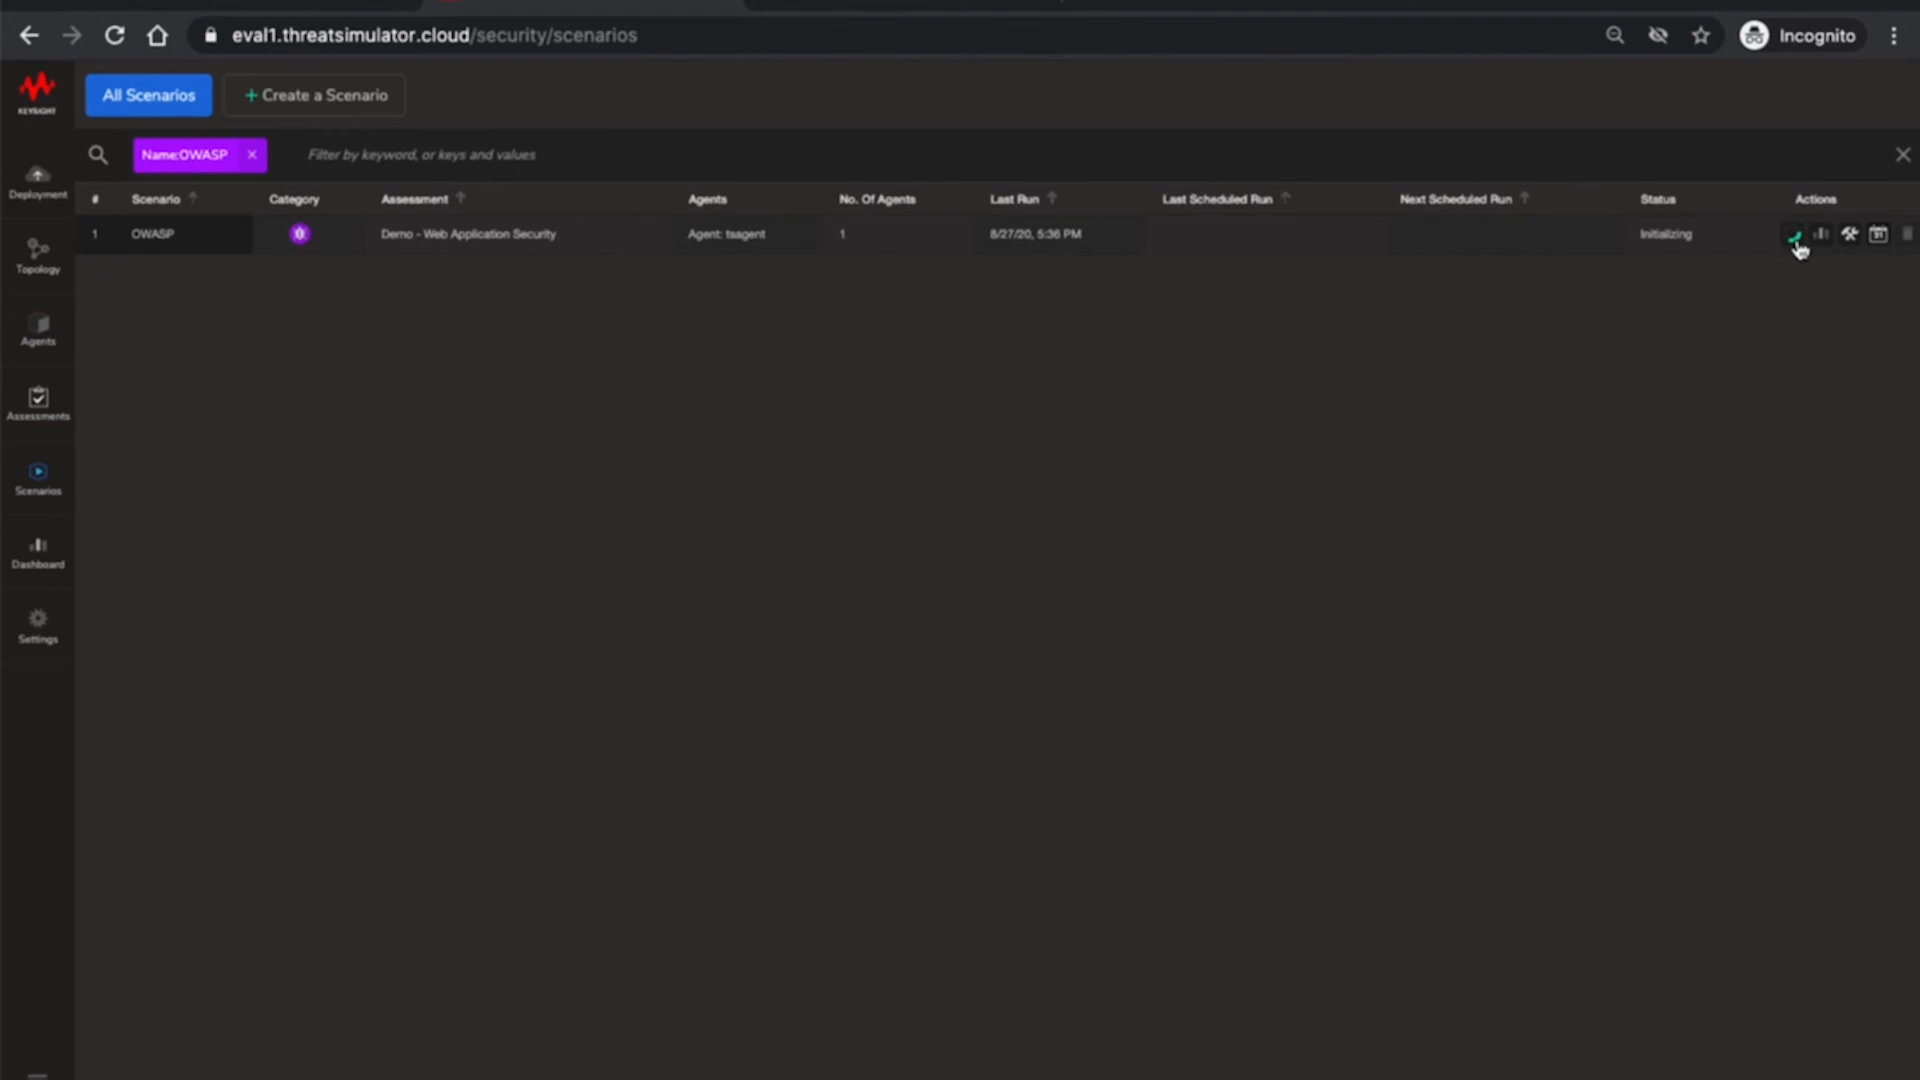 eval1.threatsimulator.cloud/security/scenarios
Incognito
KEYSIGHT
All Scenarios
+ Create a Scenario
Name:OWASP ×
Filter by keyword, or keys and values
# Scenario Category Assessment Agents No. Of Agents Last Run Last Scheduled Run Next Scheduled Run Status Actions
1 OWASP Demo - Web Application Security Agent: tsagent 1 8/27/20, 5:36 PM Initializing
31
Deployment
Topology
Agents
Assessments
Scenarios
Dashboard
Settings